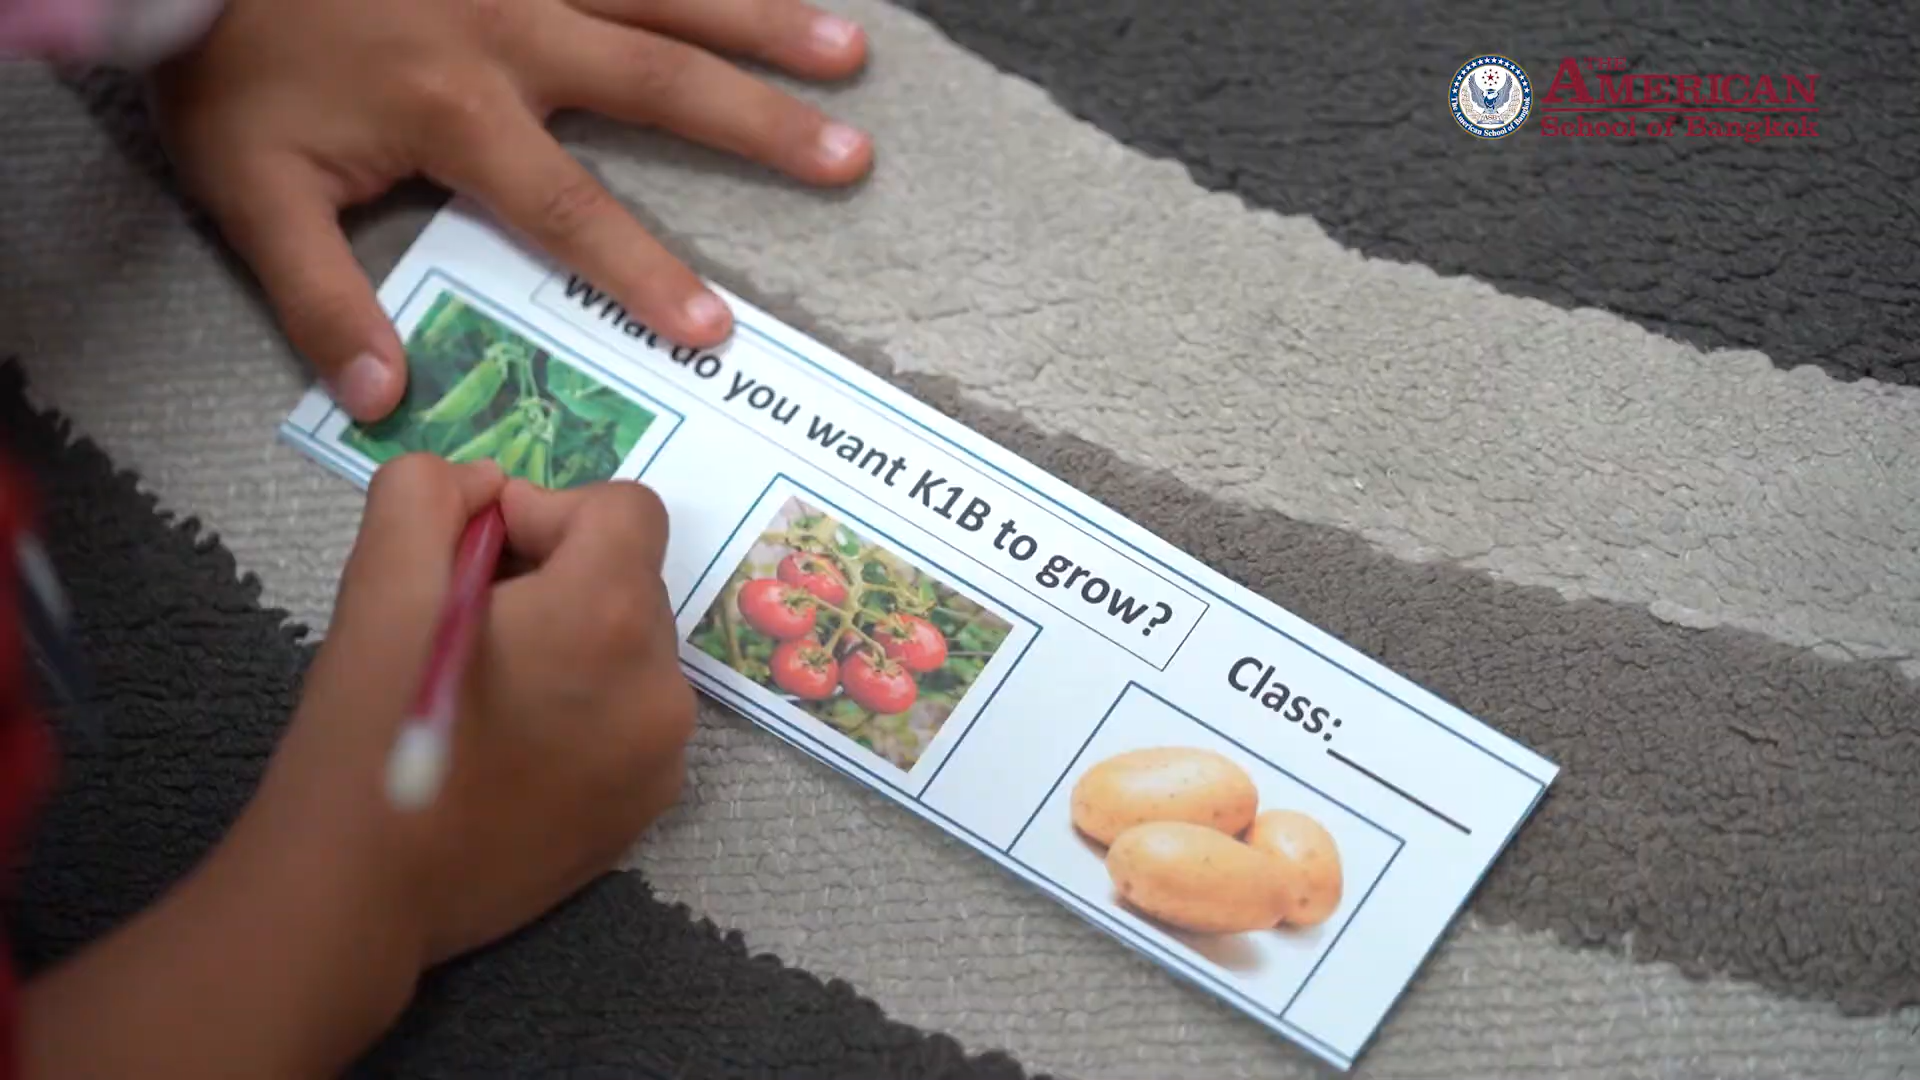 THE
AMERICAN
School of Bangkok
What do you want K1B to grow?
Class: